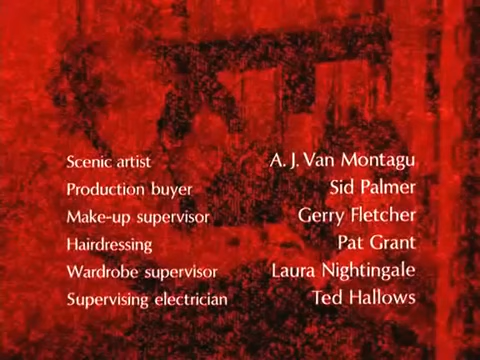 Scenic artist A. J. Van Montagu
Production buyer Sid Palmer
Make-up supervisor Gerry Fletcher
Hairdressing Pat Grant
Wardrobe supervisor Laura Nightingale
Supervising electrician Ted Hallows